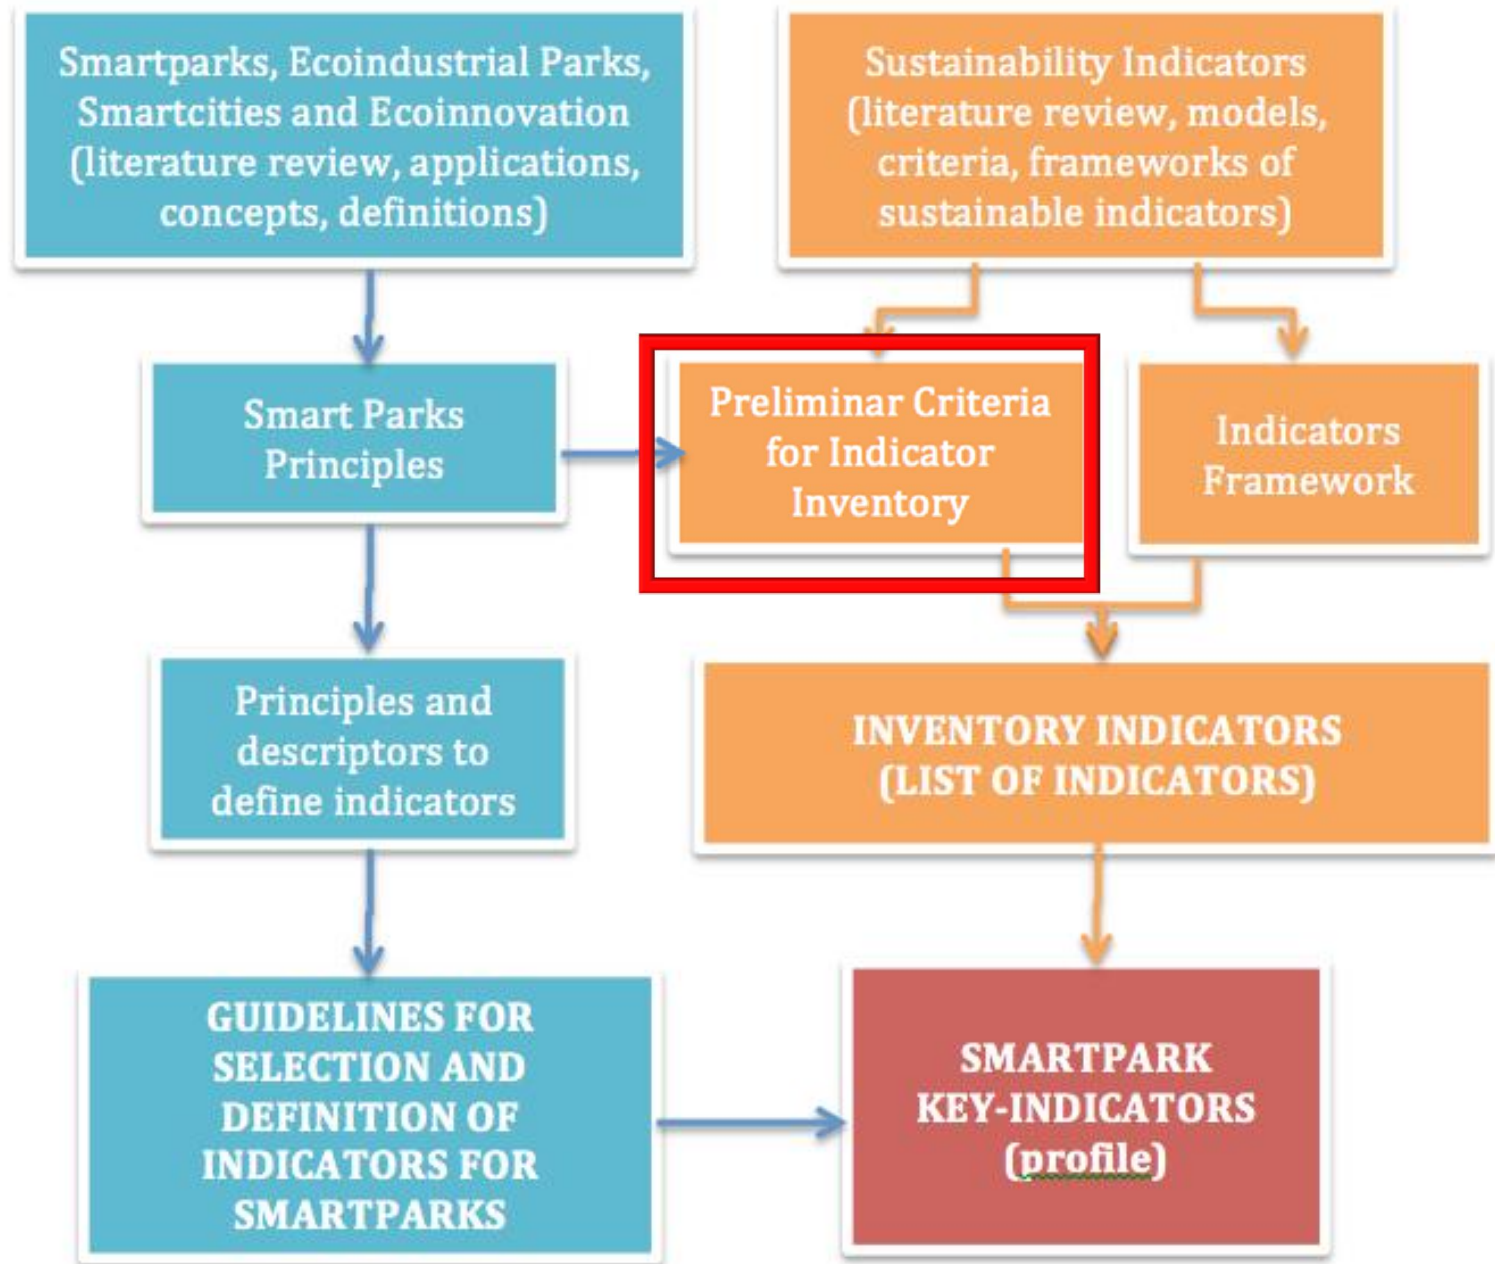 Smartparks, Ecoindustrial Parks,
Smartcities and Ecoinnovation
(literature review, applications,
concepts, definitions)
Sustainability Indicators
(literature review, models,
criteria, frameworks of
sustainable indicators)
Smart Parks
Principles
Preliminar Criteria
for Indicator
Inventory
Indicators
Framework
Principles and
descriptors to
define indicators
INVENTORY INDICATORS
(LIST OF INDICATORS)
GUIDELINES FOR
SELECTION AND
DEFINITION OF
INDICATORS FOR
SMARTPARKS
SMARTPARK
KEY-INDICATORS
(profile)